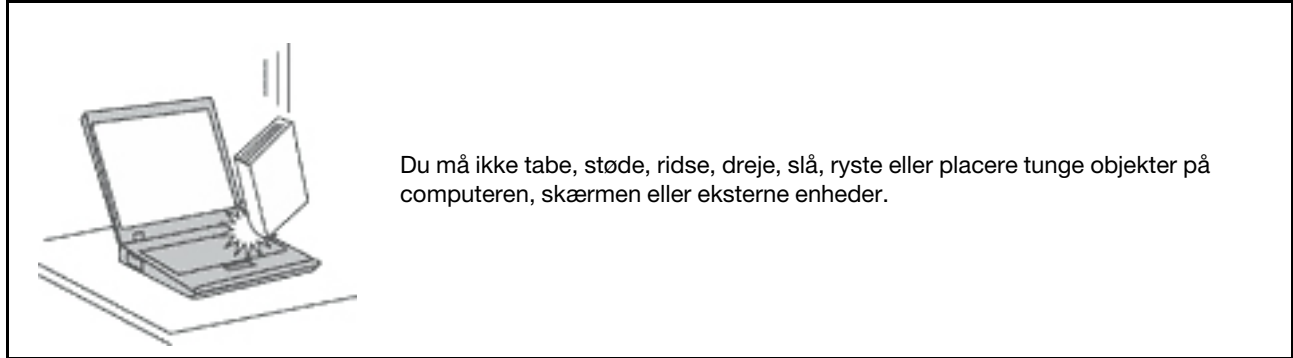 Du må ikke tabe, støde, ridse, dreje, slå, ryste eller placere tunge objekter på
computeren, skærmen eller eksterne enheder.